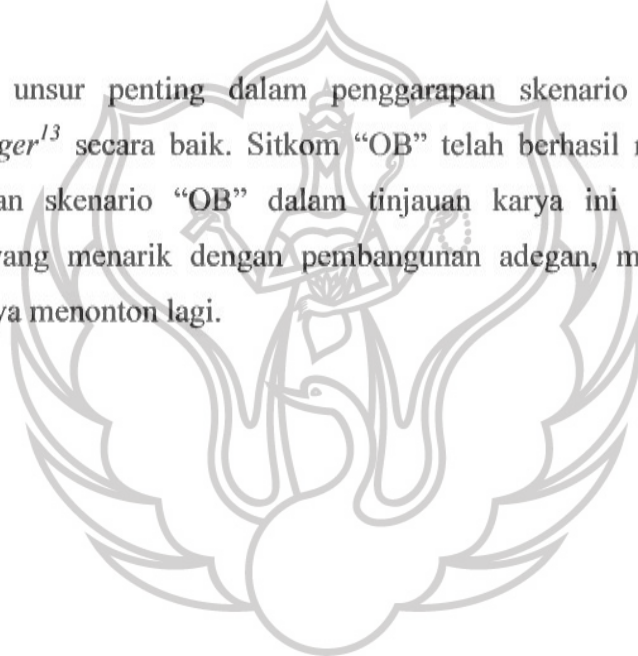 unsur penting dalam penggarapan skenario
ger¹³ secara baik. Sitkom “OB” telah berhasil
an skenario “OB” dalam tinjauan karya ini
yang menarik dengan pembangunan adegan,
ya menonton lagi.